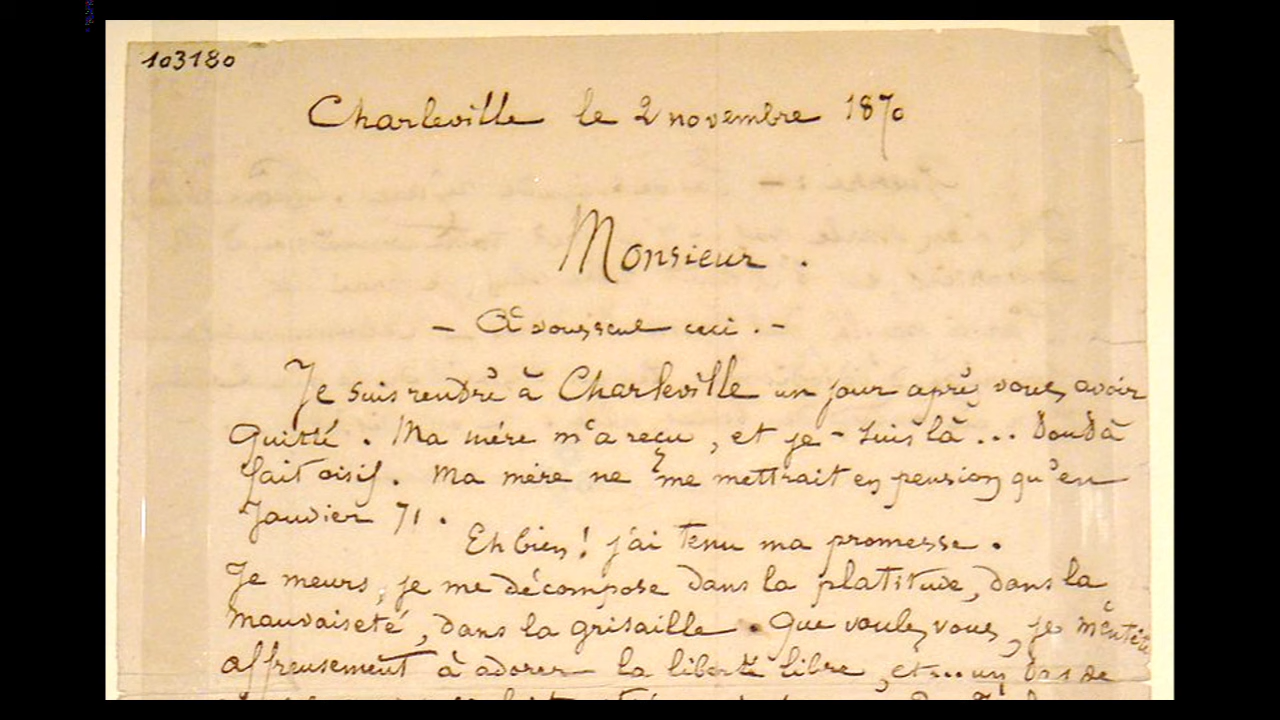 103180
Charleville le 2 novembre 1870
Monsieur.
- à vous seul ceci. -
Je suis rentré à Charleville un jour après vous avoir
quitté. Ma mère m'a reçu, et je - suis là... tout à
fait oisif. Ma mère ne me mettrait en pension qu'en
Janvier 71.
Eh bien! j'ai tenu ma promesse.
Je meurs, je me décompose dans la platitude, dans la
mauvaiseté, dans la grisaille. Que voulez vous, je m'entête
affreusement à adorer la liberté libre, et... un tas de